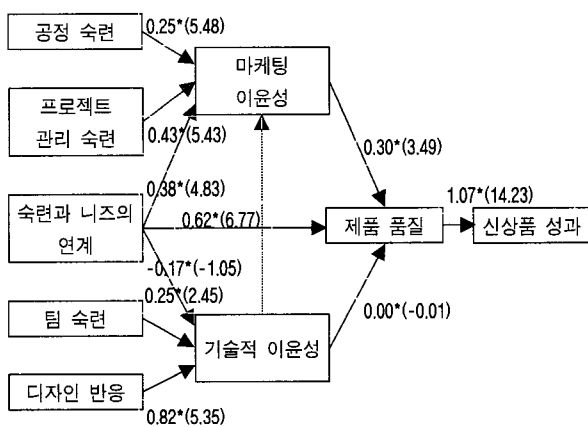 공정 숙련
0.25*(5.48)
마케팅
이윤성
프로젝트
관리 숙련
0.43*(5.43)
0.30*(3.49)
0.38*(4.83)
숙련과 니즈의
연계
0.62*(6.77)
제품 품질
1.07*(14.23)
신상품 성과
-0.17*(-1.05)
0.25*(2.45)
팀 숙련
기술적 이윤성
0.00*(-0.01)
디자인 반응
0.82*(5.35)